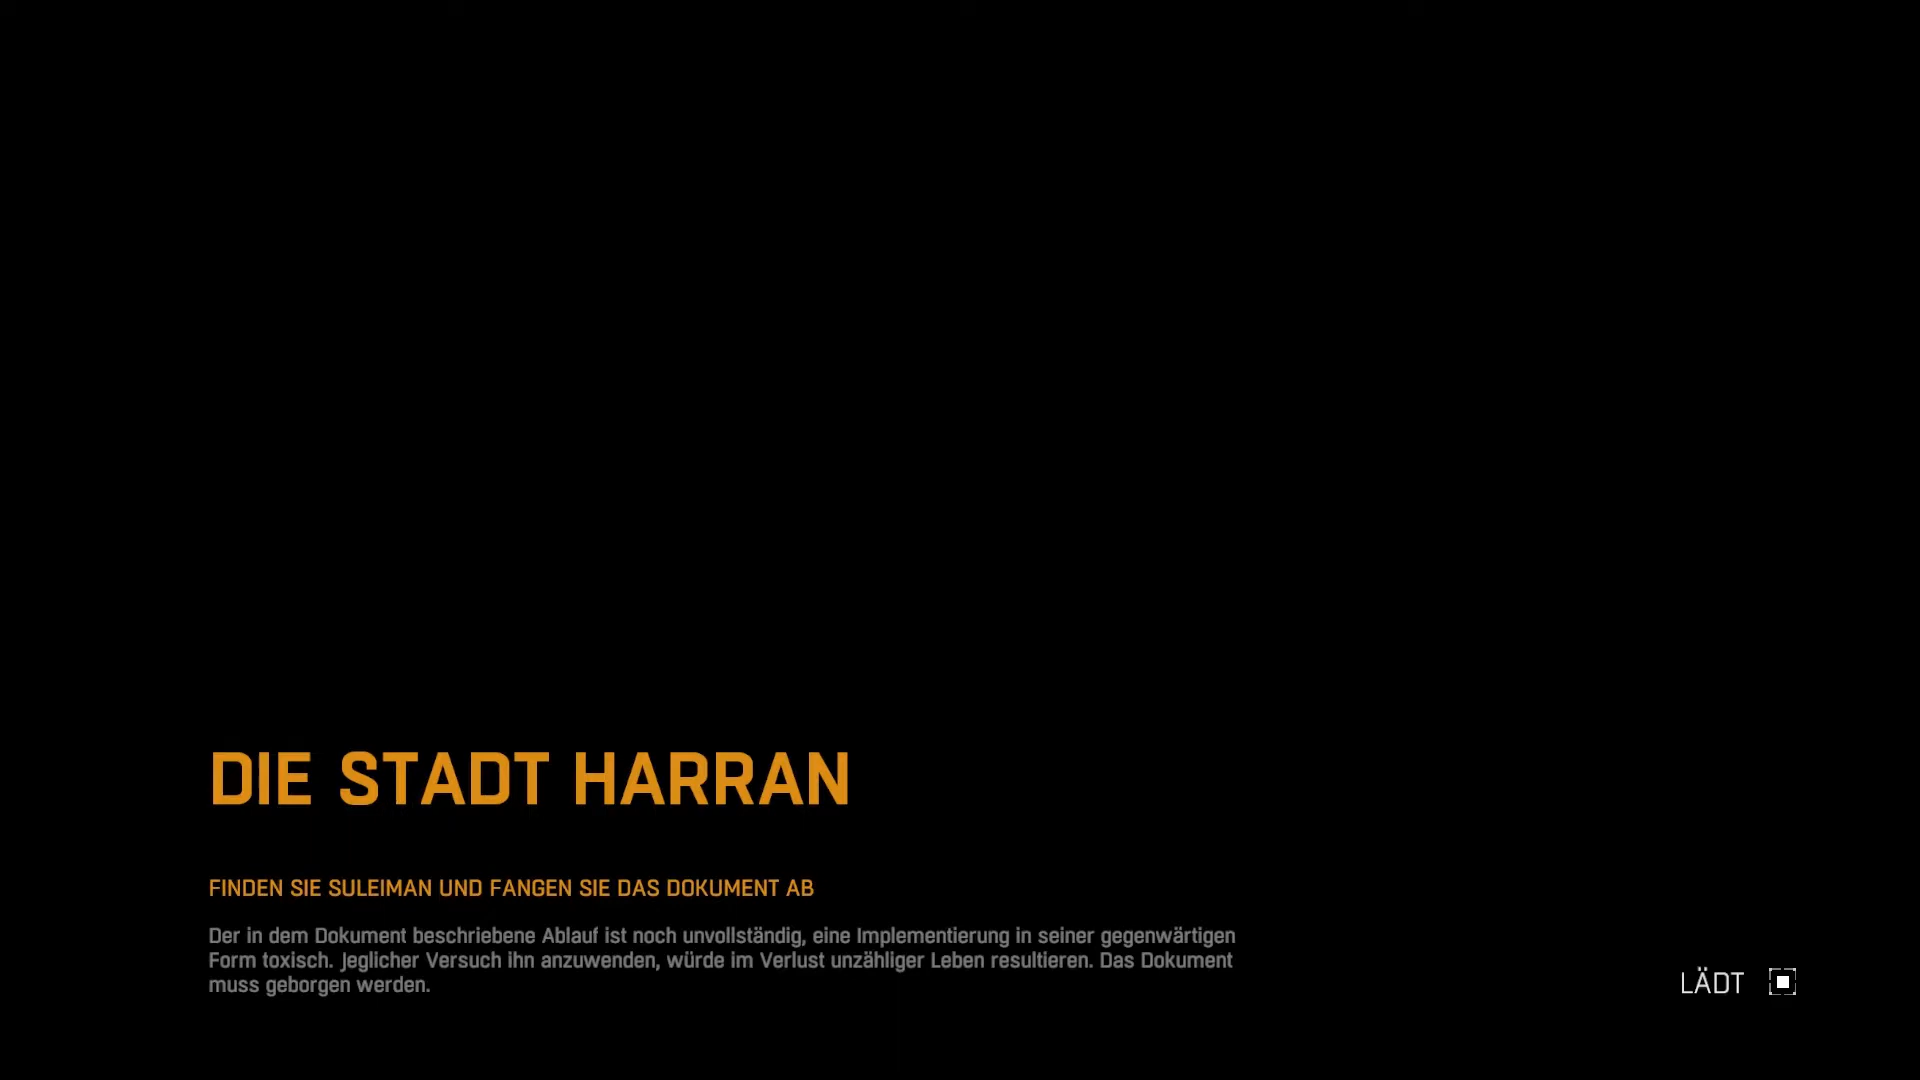 DIE STADT HARRAN
FINDEN SIE SULEIMAN UND FANGEN SIE DAS DOKUMENT AB
Der in dem Dokument beschriebene Ablauf ist noch unvollständig, eine Implementierung in seiner gegenwärtigen
Form toxisch. Jeglicher Versuch ihn anzuwenden, würde im Verlust unzähliger Leben resultieren. Das Dokument
muss geborgen werden.
LÄDT